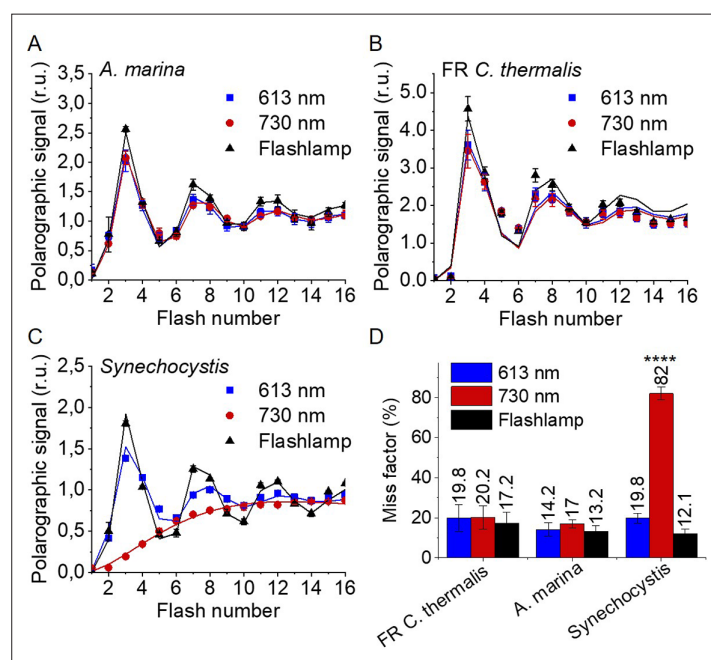 A
A. marina
3,5
3,0
2,5
2,0
1,5
1,0
0,5
0,0
Polarographic signal (r.u.)
613 nm
730 nm
Flashlamp
2 4 6 8 10 12 14 16
Flash number
B
FR C. thermalis
5.0
4.0
3.0
2.0
1.0
0.0
Polarographic signal (r.u.)
613 nm
730 nm
Flashlamp
2 4 6 8 10 12 14 16
Flash number
C
Synechocystis
2,5
2,0
1,5
1,0
0,5
0,0
Polarographic signal (r.u.)
613 nm
730 nm
Flashlamp
2 4 6 8 10 12 14 16
Flash number
D
80
60
40
20
0
Miss factor (%)
613 nm
730 nm
Flashlamp
****
19.8 20.2 17.2
14.2 17 13.2
19.8 82 12.1
FR C. thermalis
A. marina
Synechocystis